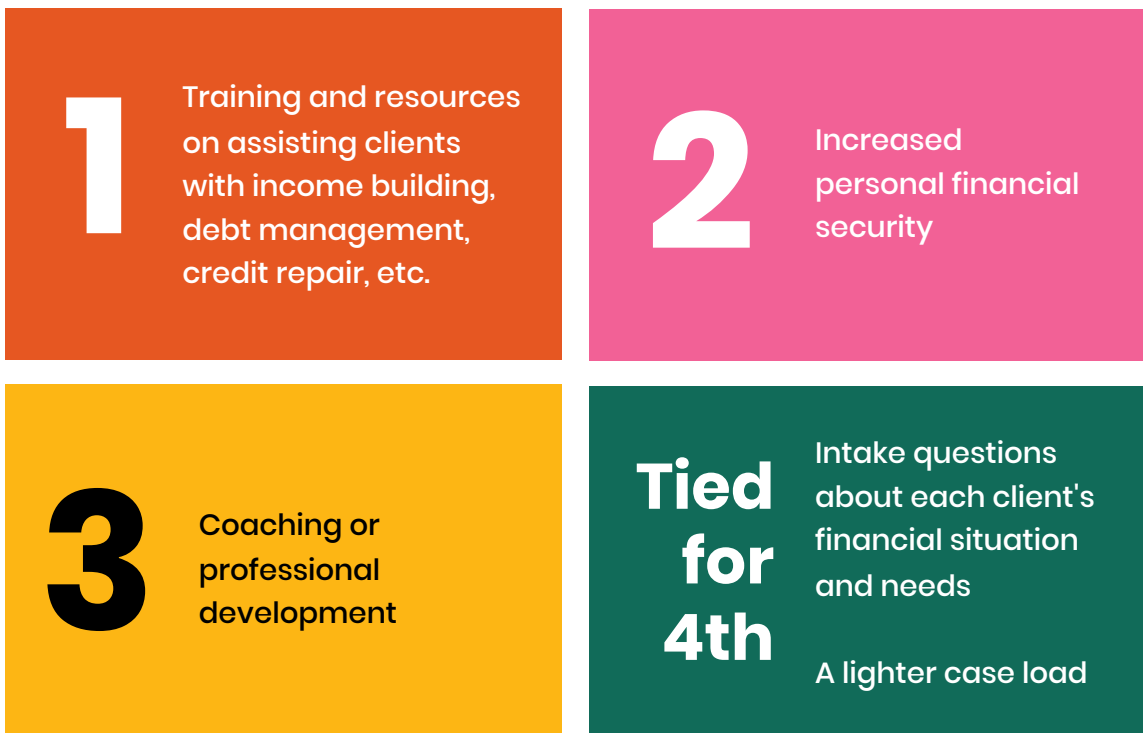 1
Training and resources
on assisting clients
with income building,
debt management,
credit repair, etc.
2
Increased
personal financial
security
3
Coaching or
professional
development
Tied
for
4th
Intake questions
about each client's
financial situation
and needs
A lighter case load